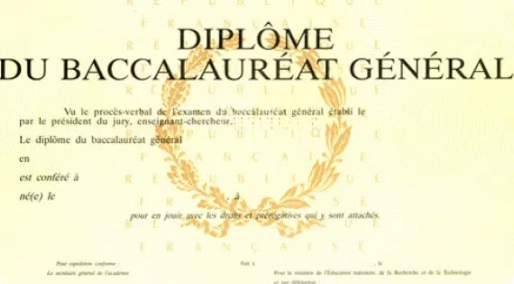 DIPLÔME
DU BACCALAURÉAT GÉNÉRAL
Vu le procès-verbal de l'examen du baccalauréat général établi le
par le président du jury, enseignant-chercheur,
Le diplôme du baccalauréat général
en
est conféré à
né(e) le , à
pour en jouir avec les droits et prérogatives qui y sont attachés.
Pour expédition conforme : Fait à , le
Le secrétaire général de l'académie Pour le ministre de l'Éducation nationale, de la Recherche et de la Technologie
et par délégation :